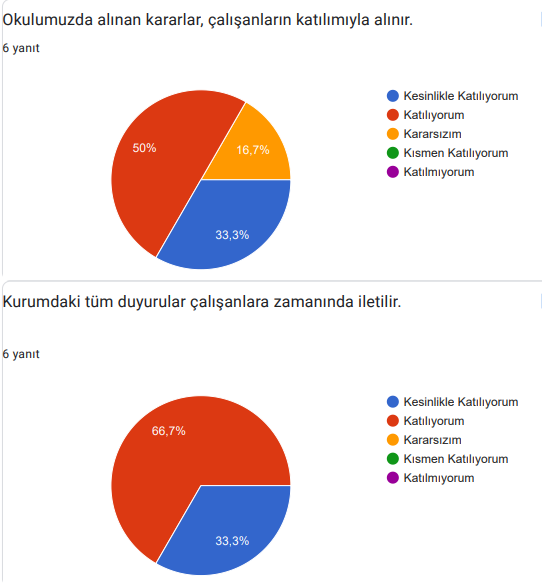 Okulumuzda alınan kararlar, çalışanların katılımıyla alınır.
6 yanıt
50%
16,7%
33,3%
Kesinlikle Katılıyorum
Katılıyorum
Kararsızım
Kısmen Katılıyorum
Katılmıyorum
Kurumdaki tüm duyurular çalışanlara zamanında iletilir.
6 yanıt
66,7%
33,3%
Kesinlikle Katılıyorum
Katılıyorum
Kararsızım
Kısmen Katılıyorum
Katılmıyorum